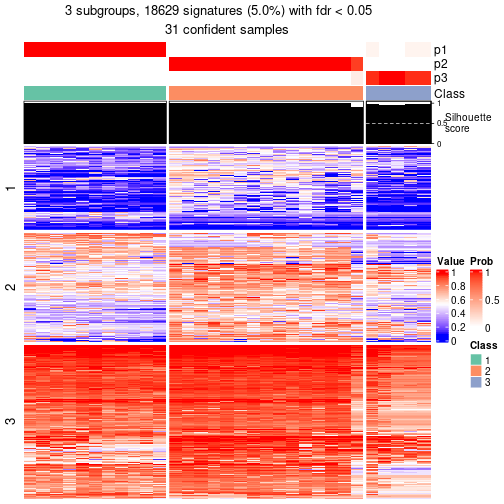 3 subgroups, 18629 signatures (5.0%) with fdr < 0.05
31 confident samples
p1
p2
p3
Class
1
0.5
0
Silhouette
score
1
2
3
Value
1
0.8
0.6
0.4
0.2
0
Prob
1
0.5
0
Class
1
2
3